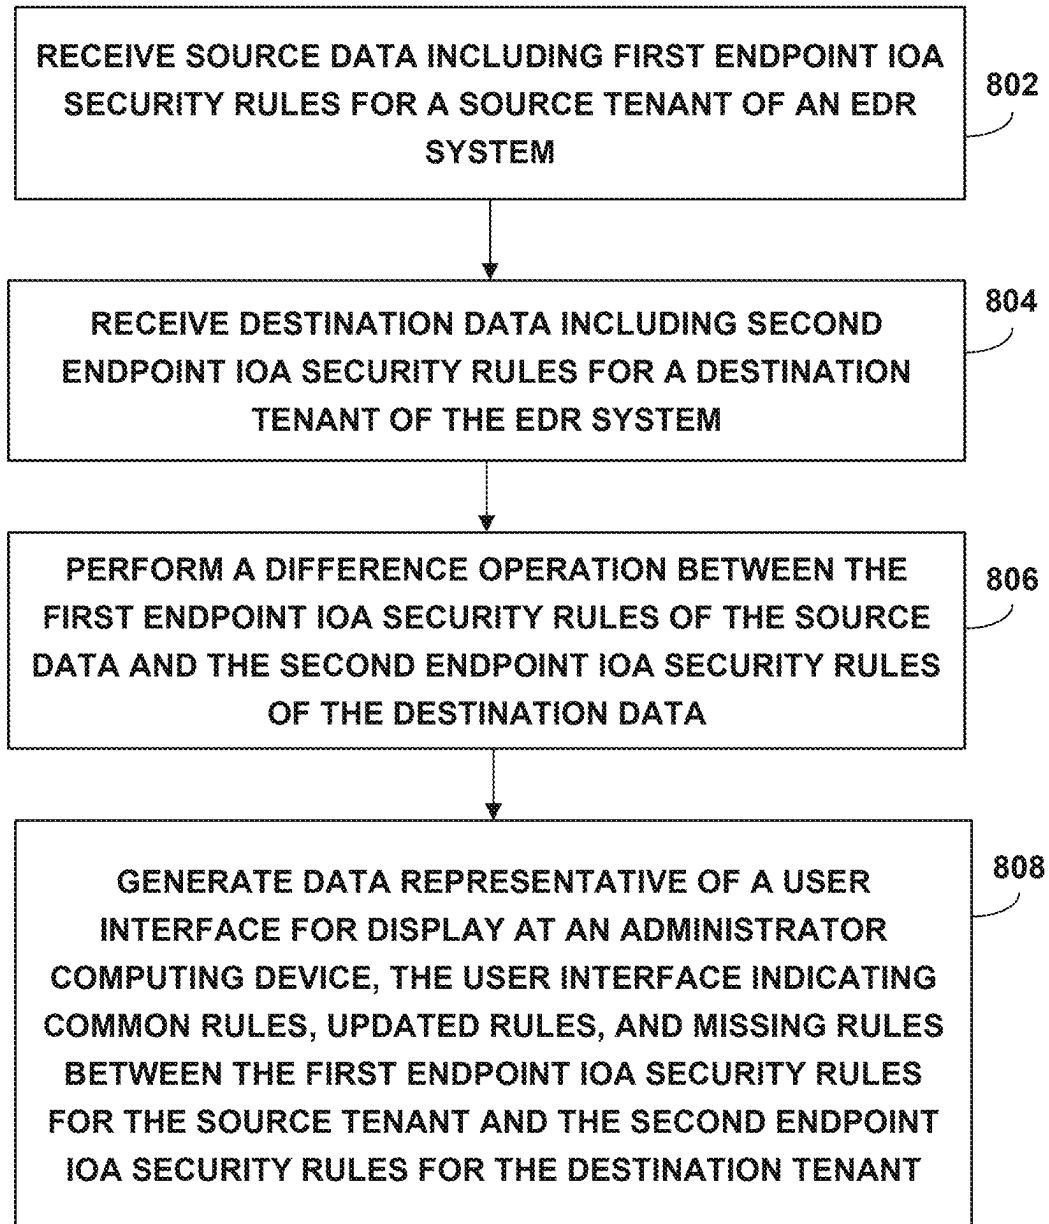 RECEIVE SOURCE DATA INCLUDING FIRST ENDPOINT IOA
SECURITY RULES FOR A SOURCE TENANT OF AN EDR
SYSTEM
802
RECEIVE DESTINATION DATA INCLUDING SECOND
ENDPOINT IOA SECURITY RULES FOR A DESTINATION
TENANT OF THE EDR SYSTEM
804
PERFORM A DIFFERENCE OPERATION BETWEEN THE
FIRST ENDPOINT IOA SECURITY RULES OF THE SOURCE
DATA AND THE SECOND ENDPOINT IOA SECURITY RULES
OF THE DESTINATION DATA
806
GENERATE DATA REPRESENTATIVE OF A USER
INTERFACE FOR DISPLAY AT AN ADMINISTRATOR
COMPUTING DEVICE, THE USER INTERFACE INDICATING
COMMON RULES, UPDATED RULES, AND MISSING RULES
BETWEEN THE FIRST ENDPOINT IOA SECURITY RULES
FOR THE SOURCE TENANT AND THE SECOND ENDPOINT
IOA SECURITY RULES FOR THE DESTINATION TENANT
808